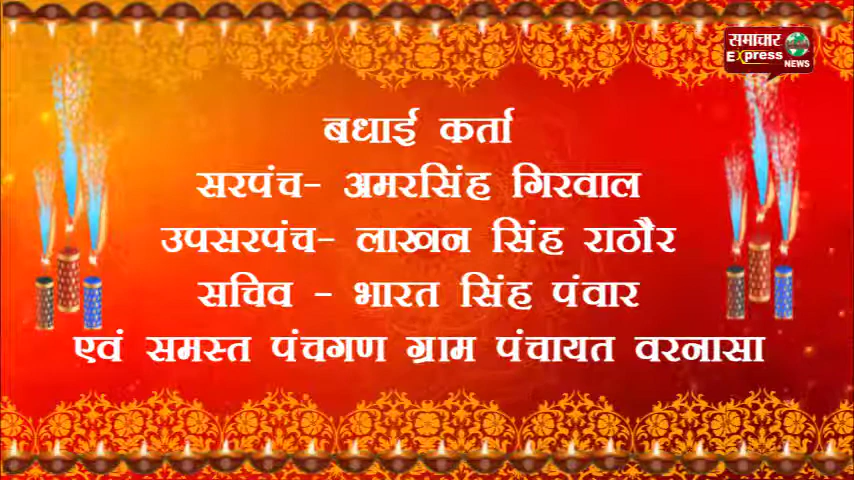 समाचार
Express
NEWS
बधाई कर्ता
सरपंच- अमरसिंह गिरवाल
उपसरपंच- लाखन सिंह राठौर
सचिव - भारत सिंह पंवार
एवं समस्त पंचगण ग्राम पंचायत वरनासा